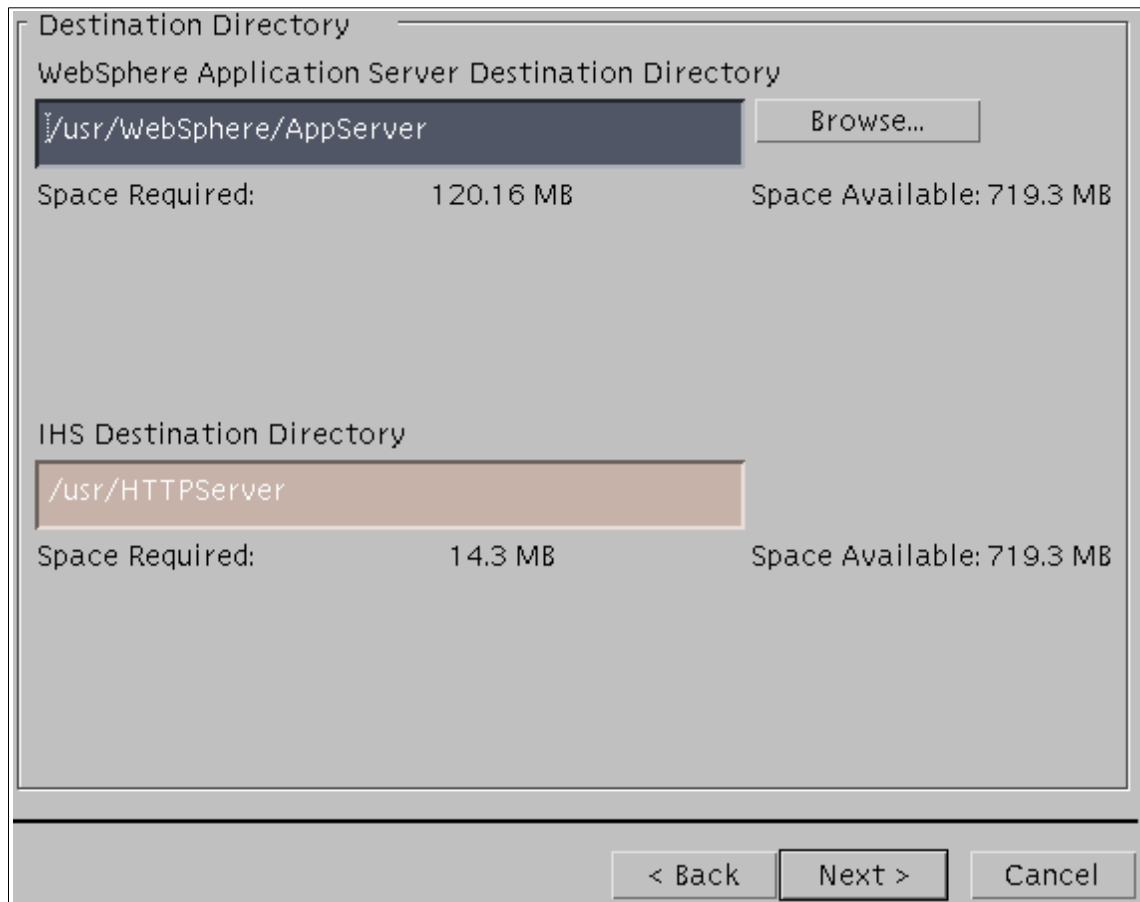 Destination Directory
WebSphere Application Server Destination Directory
/usr/WebSphere/AppServer Browse...
Space Required: 120.16 MB Space Available: 719.3 MB
IHS Destination Directory
/usr/HTTPServer
Space Required: 14.3 MB Space Available: 719.3 MB
< Back Next > Cancel